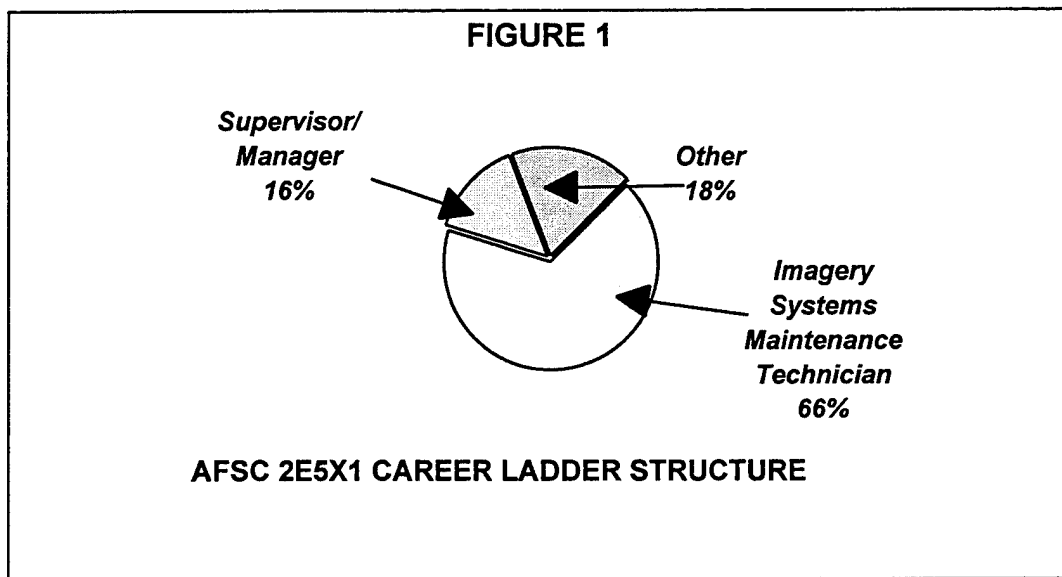 FIGURE 1
Supervisor/
Manager
16%
Other
18%
Imagery
Systems
Maintenance
Technician
66%
AFSC 2E5X1 CAREER LADDER STRUCTURE